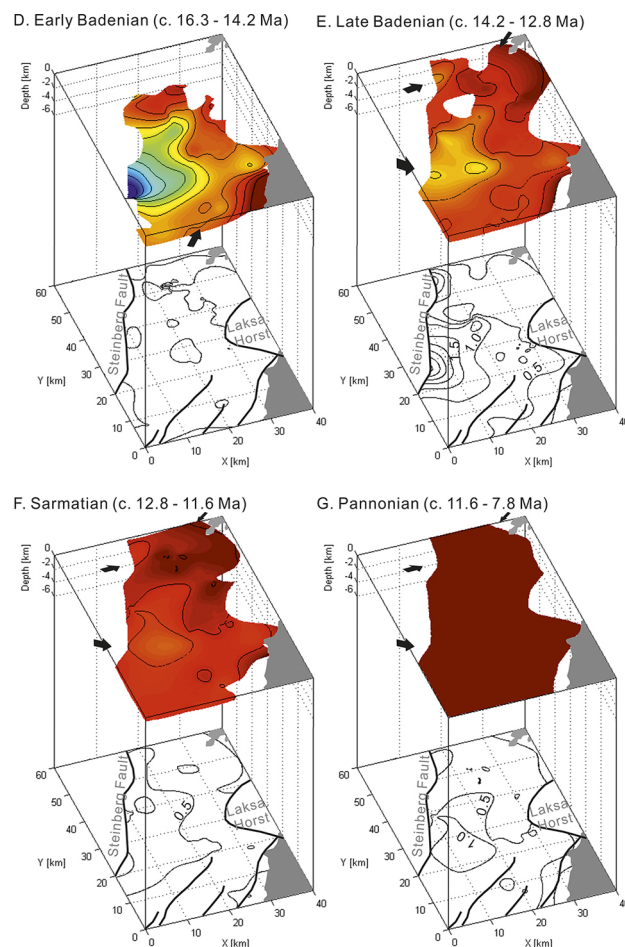 D. Early Badenian (c. 16.3 - 14.2 Ma)
Depth [km]
0
-2
-4
-6
Steinberg Fault
Laksa
Horst
Y [km]
60
50
40
30
20
10
0
0
10
20
30
40
X [km]
E. Late Badenian (c. 14.2 - 12.8 Ma)
Depth [km]
0
-2
-4
-6
Steinberg Fault
1.5
1.0
0.5
Laksa
Horst
Y [km]
60
50
40
30
20
10
0
0
10
20
30
40
X [km]
F. Sarmatian (c. 12.8 - 11.6 Ma)
Depth [km]
0
-2
-4
-6
Steinberg Fault
0.5
Laksa
Horst
Y [km]
60
50
40
30
20
10
0
0
10
20
30
40
X [km]
G. Pannonian (c. 11.6 - 7.8 Ma)
Depth [km]
0
-2
-4
-6
Steinberg Fault
0.5
1.0
Laksa
Horst
Y [km]
60
50
40
30
20
10
0
0
10
20
30
40
X [km]